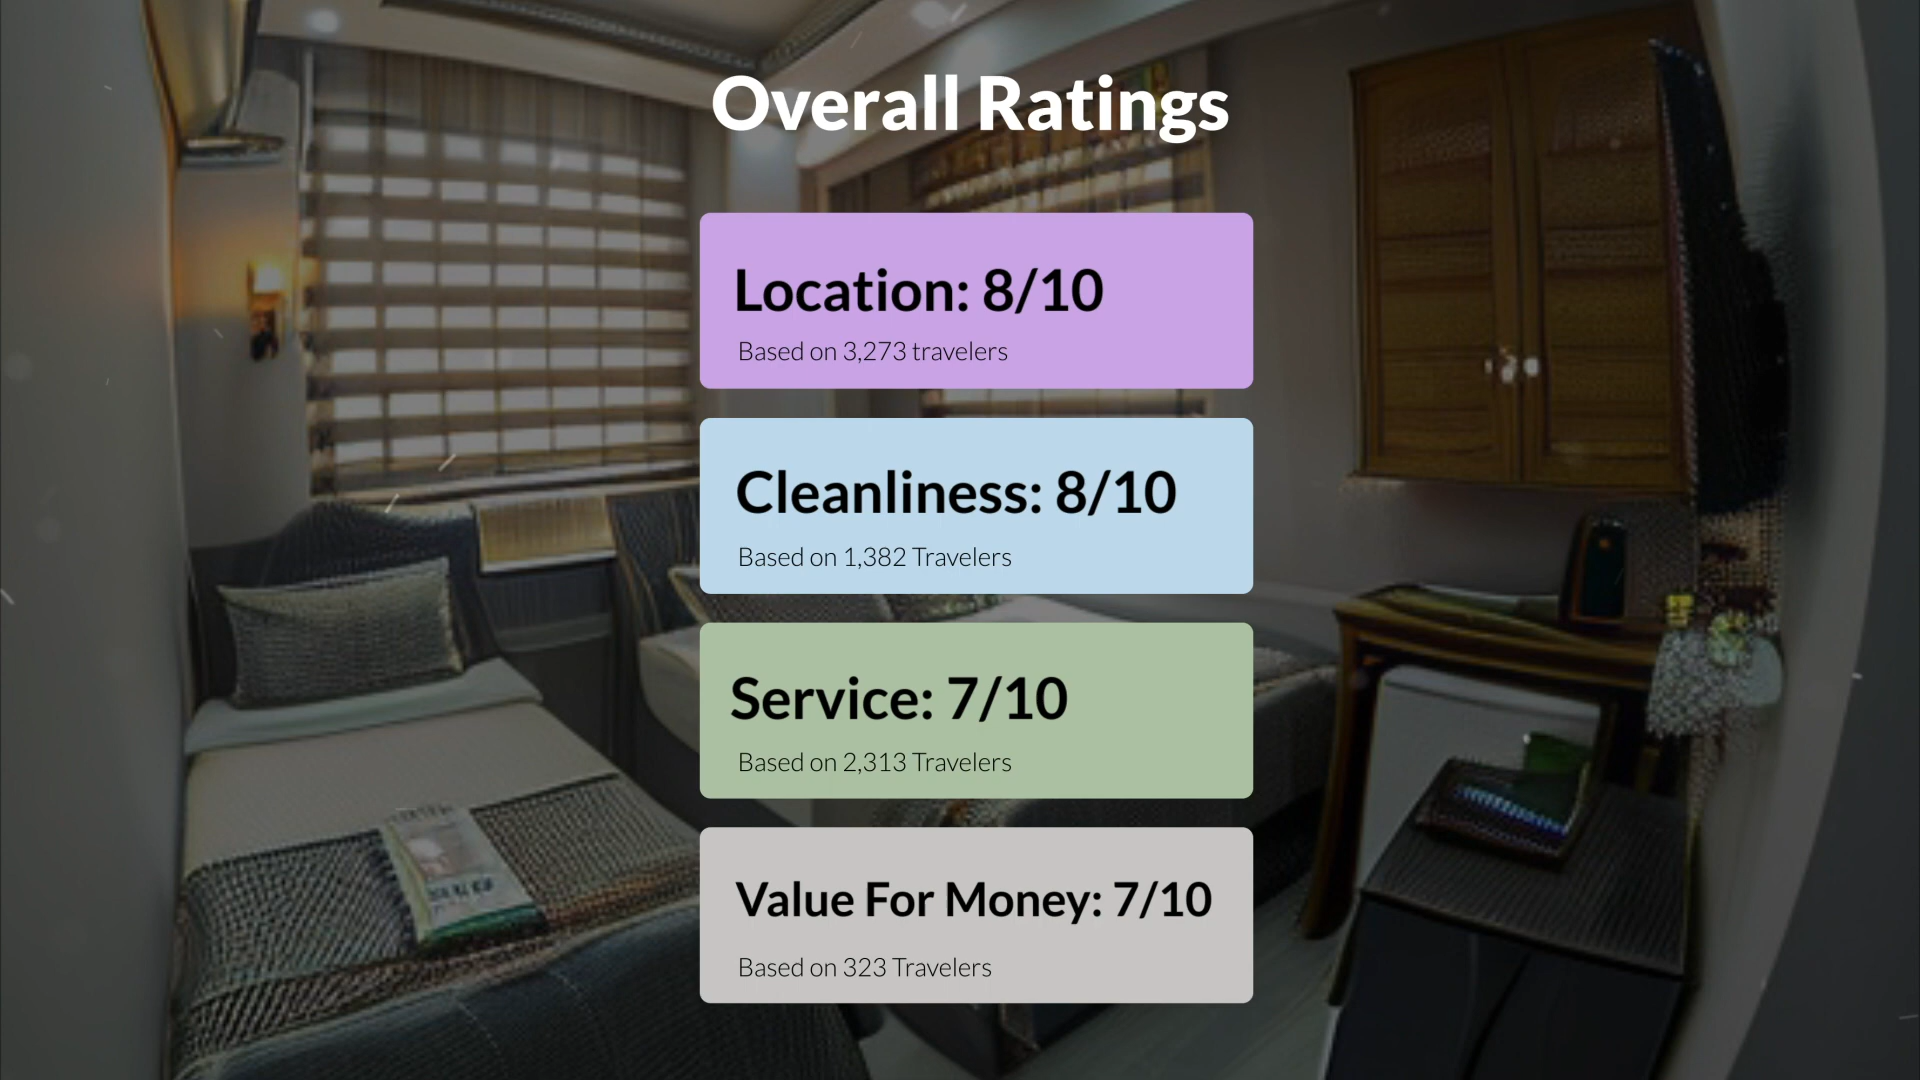 Overall Ratings
Location: 8/10
Based on 3,273 travelers
Cleanliness: 8/10
Based on 1,382 Travelers
Service: 7/10
Based on 2,313 Travelers
Value For Money: 7/10
Based on 323 Travelers